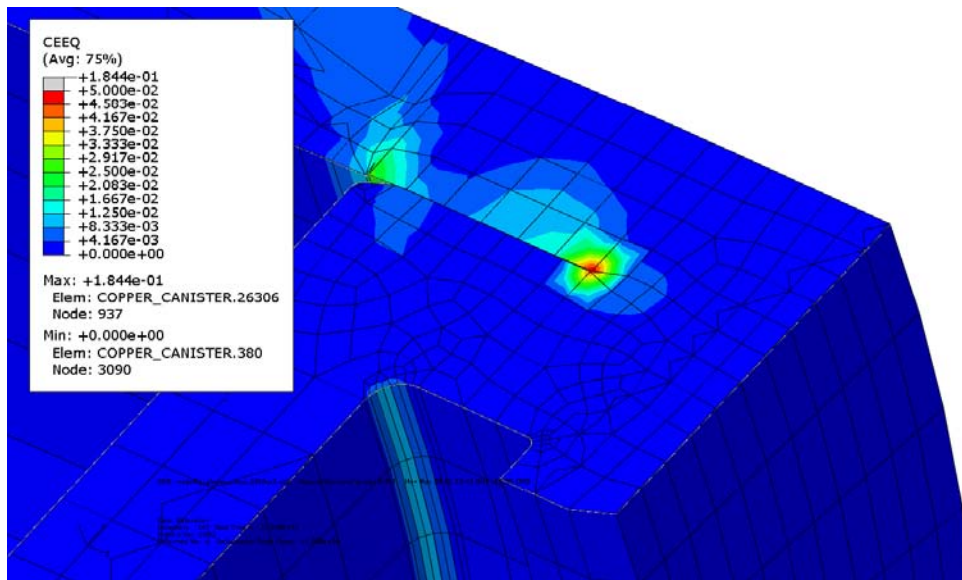 CEEQ
(Avg: 75%)
+1.844e-01
+5.000e-02
+4.583e-02
+4.167e-02
+3.750e-02
+3.333e-02
+2.917e-02
+2.500e-02
+2.083e-02
+1.667e-02
+1.250e-02
+8.333e-03
+4.167e-03
+0.000e+00
Max: +1.844e-01
Elem: COPPER_CANISTER.26306
Node: 937
Min: +0.000e+00
Elem: COPPER_CANISTER.380
Node: 3090